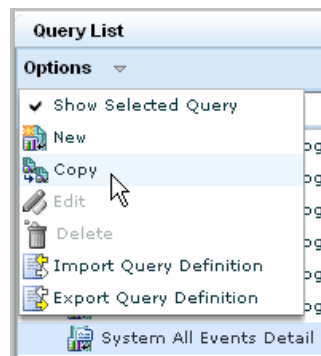 Query List
Options
Show Selected Query
New
Copy
Edit
Delete
Import Query Definition
Export Query Definition
System All Events Detail